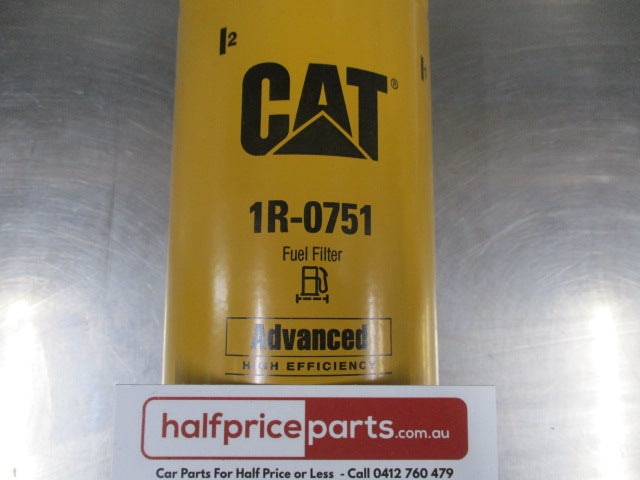 1²
CAT®
1R-0751
Fuel Filter
Advanced
HIGH EFFICIENCY
halfpriceparts.com.au
Car Parts For Half Price or Less - Call 0412 760 479